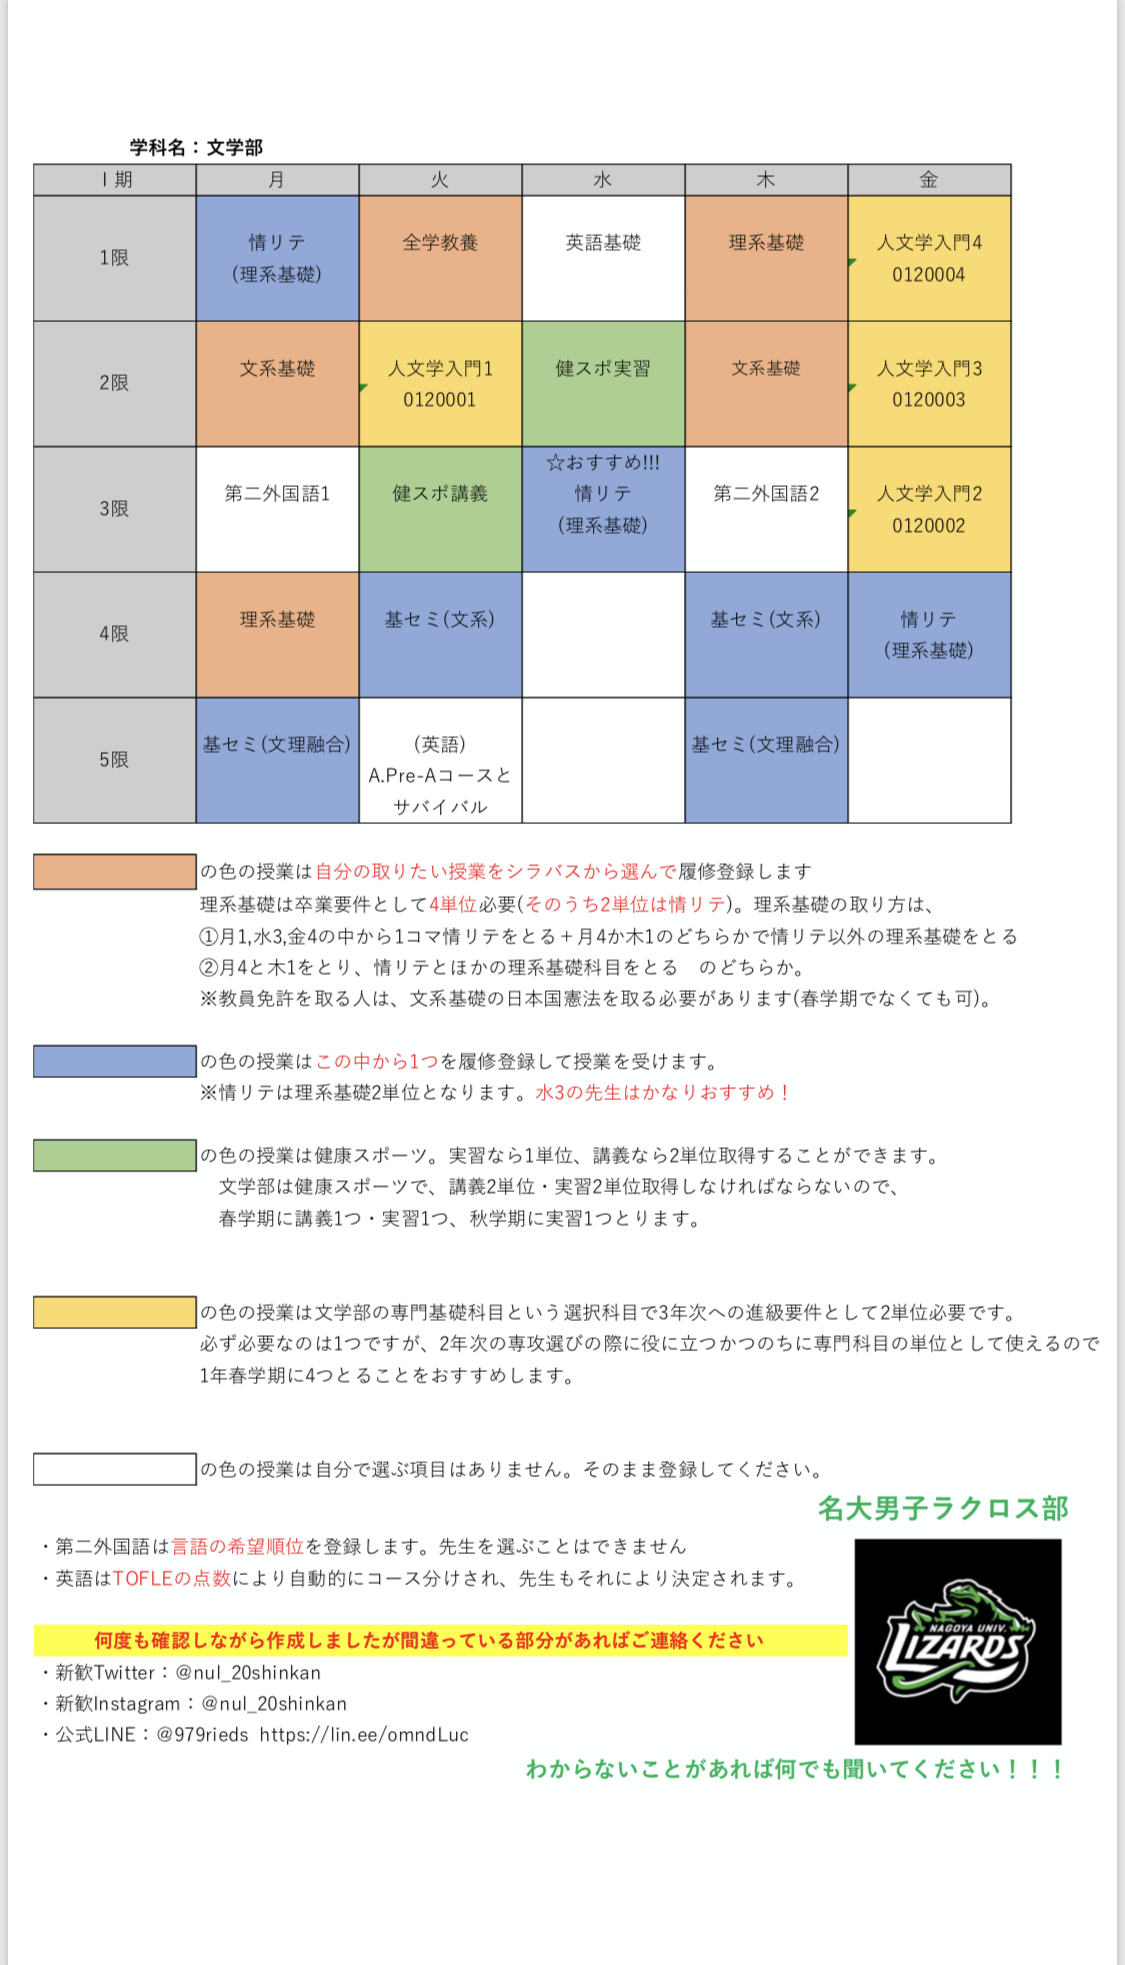 学科名：文学部
Ⅰ期 月 火 水 木 金
1限
情リテ
(理系基礎)
全学教養
英語基礎
理系基礎
人文学入門4
0120004
2限
文系基礎
人文学入門1
0120001
健スポ実習
文系基礎
人文学入門3
0120003
3限
第二外国語1
健スポ講義
☆おすすめ!!!
情リテ
(理系基礎)
第二外国語2
人文学入門2
0120002
4限
理系基礎
基セミ(文系)
基セミ(文系)
情リテ
(理系基礎)
5限
基セミ(文理融合)
(英語)
A.Pre-Aコースと
サバイバル
基セミ(文理融合)
の色の授業は自分の取りたい授業をシラバスから選んで履修登録します
理系基礎は卒業要件として4単位必要(そのうち2単位は情リテ)。理系基礎の取り方は、
①月1,水3,金4の中から1コマ情リテをとる＋月4か木1のどちらかで情リテ以外の理系基礎をとる
②月4と木1をとり、情リテとほかの理系基礎科目をとる　のどちらか。
※教員免許を取る人は、文系基礎の日本国憲法を取る必要があります(春学期でなくても可)。
の色の授業はこの中から1つを履修登録して授業を受けます。
※情リテは理系基礎2単位となります。水3の先生はかなりおすすめ！
の色の授業は健康スポーツ。実習なら1単位、講義なら2単位取得することができます。
文学部は健康スポーツで、講義2単位・実習2単位取得しなければならないので、
春学期に講義1つ・実習1つ、秋学期に実習1つとります。
の色の授業は文学部の専門基礎科目という選択科目で3年次への進級要件として2単位必要です。
必ず必要なのは1つですが、2年次の専攻選びの際に役に立つかつのちに専門科目の単位として使えるので
1年春学期に4つとることをおすすめします。
の色の授業は自分で選ぶ項目はありません。そのまま登録してください。
名大男子ラクロス部
・第二外国語は言語の希望順位を登録します。先生を選ぶことはできません
・英語はTOFLEの点数により自動的にコース分けされ、先生もそれにより決定されます。
NAGOYA UNIV.
LIZARDS
何度も確認しながら作成しましたが間違っている部分があればご連絡ください
・新歓Twitter：@nul_20shinkan
・新歓Instagram：@nul_20shinkan
・公式LINE：@979rieds https://lin.ee/omndLuc
わからないことがあれば何でも聞いてください！！！